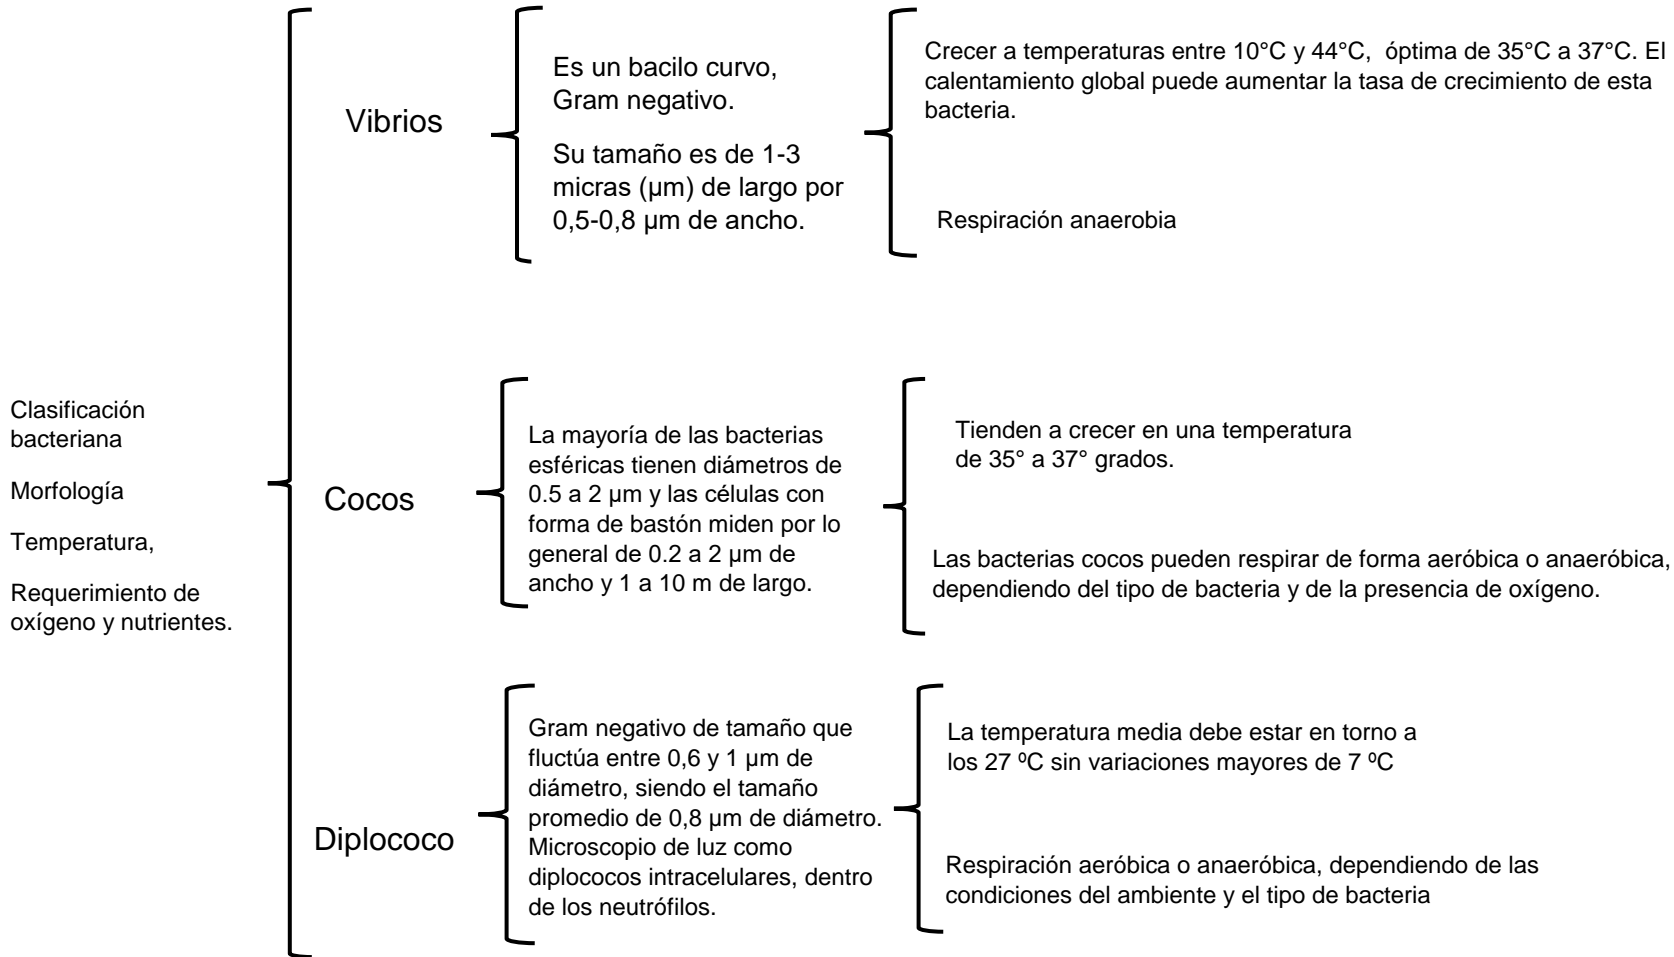 Clasificación
bacteriana
Morfología
Temperatura,
Requerimiento de
oxígeno y nutrientes.
Vibrios
Es un bacilo curvo,
Gram negativo.
Su tamaño es de 1-3
micras (μm) de largo por
0,5-0,8 μm de ancho.
Crecer a temperaturas entre 10°C y 44°C,  óptima de 35°C a 37°C. El
calentamiento global puede aumentar la tasa de crecimiento de esta
bacteria.
Respiración anaerobia
Cocos
La mayoría de las bacterias
esféricas tienen diámetros de
0.5 a 2 μm y las células con
forma de bastón miden por lo
general de 0.2 a 2 μm de
ancho y 1 a 10 m de largo.
Tienden a crecer en una temperatura
de 35° a 37° grados.
Las bacterias cocos pueden respirar de forma aeróbica o anaeróbica,
dependiendo del tipo de bacteria y de la presencia de oxígeno.
Diplococo
Gram negativo de tamaño que
fluctúa entre 0,6 y 1 μm de
diámetro, siendo el tamaño
promedio de 0,8 μm de diámetro.
Microscopio de luz como
diplococos intracelulares, dentro
de los neutrófilos.
La temperatura media debe estar en torno a
los 27 ºC sin variaciones mayores de 7 ºC
Respiración aeróbica o anaeróbica, dependiendo de las
condiciones del ambiente y el tipo de bacteria